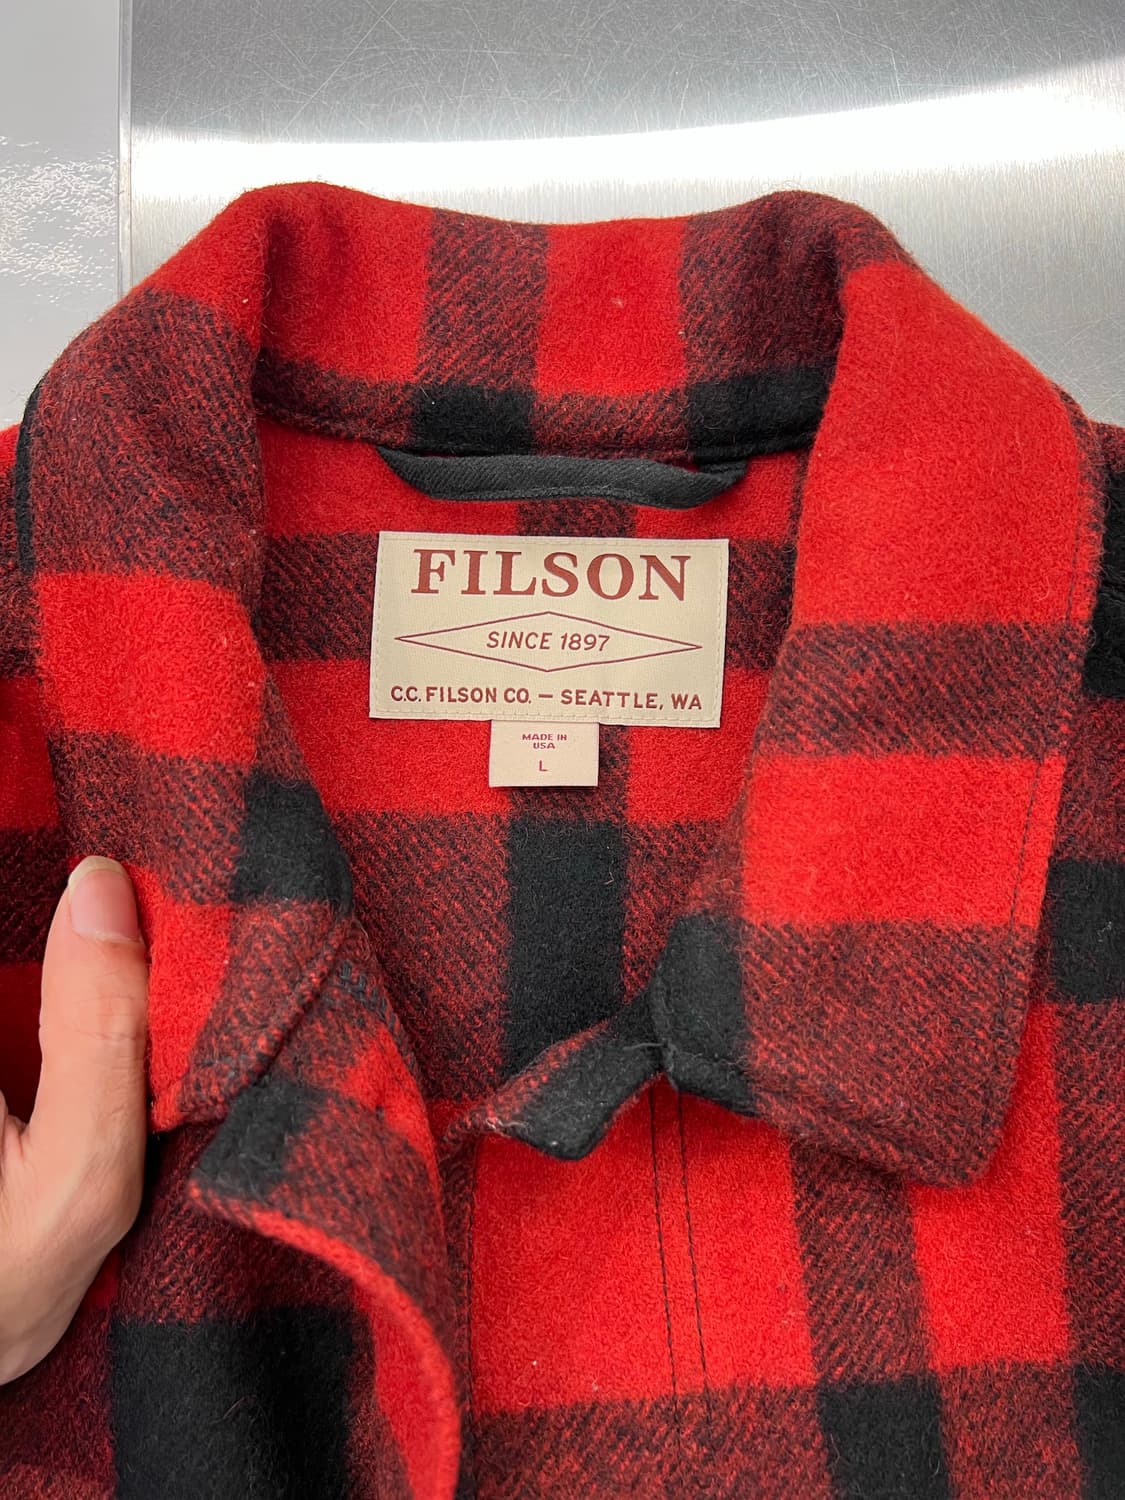 FILSON
SINCE 1897
C.C. FILSON CO. – SEATTLE, WA
MADE IN
USA
L